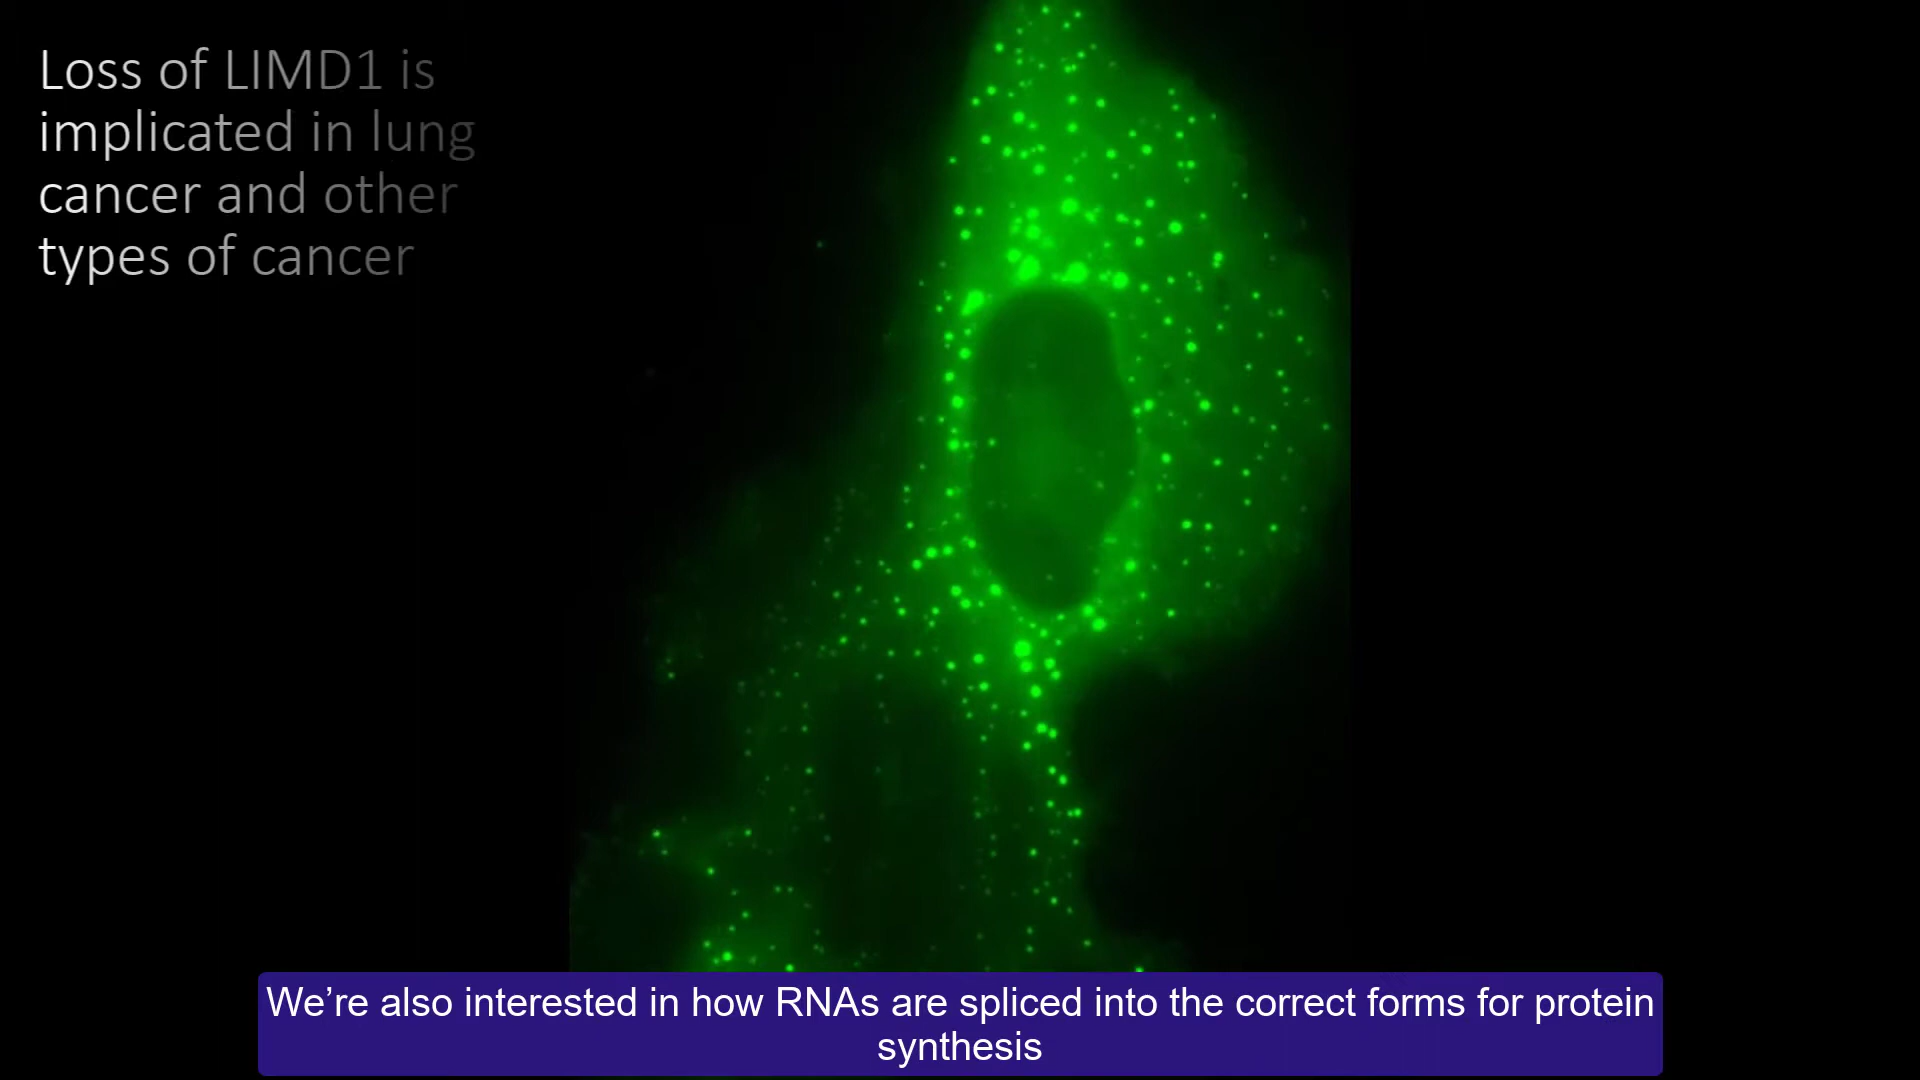 Loss of LIMD1 is
implicated in lung
cancer and other
types of cancer
We’re also interested in how RNAs are spliced into the correct forms for protein
synthesis